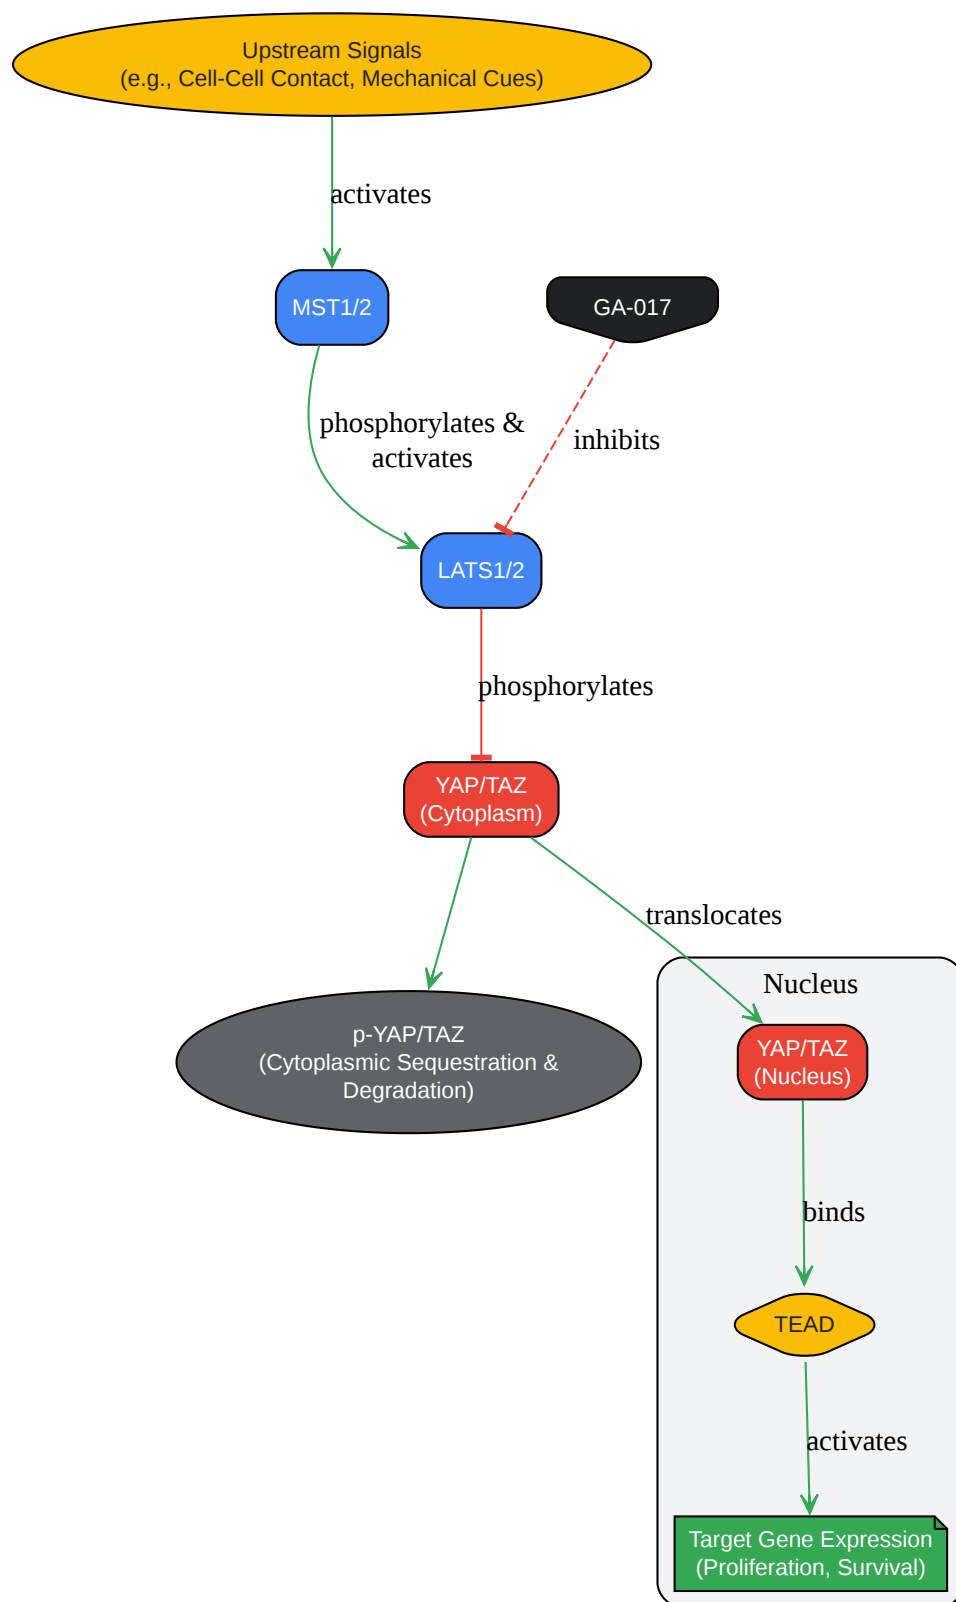 Upstream Signals
(e.g., Cell-Cell Contact, Mechanical Cues)
activates
MST1/2
GA-017
phosphorylates &
activates
inhibits
LATS1/2
phosphorylates
YAP/TAZ
(Cytoplasm)
translocates
Nucleus
p-YAP/TAZ
(Cytoplasmic Sequestration &
Degradation)
YAP/TAZ
(Nucleus)
binds
TEAD
activates
Target Gene Expression
(Proliferation, Survival)